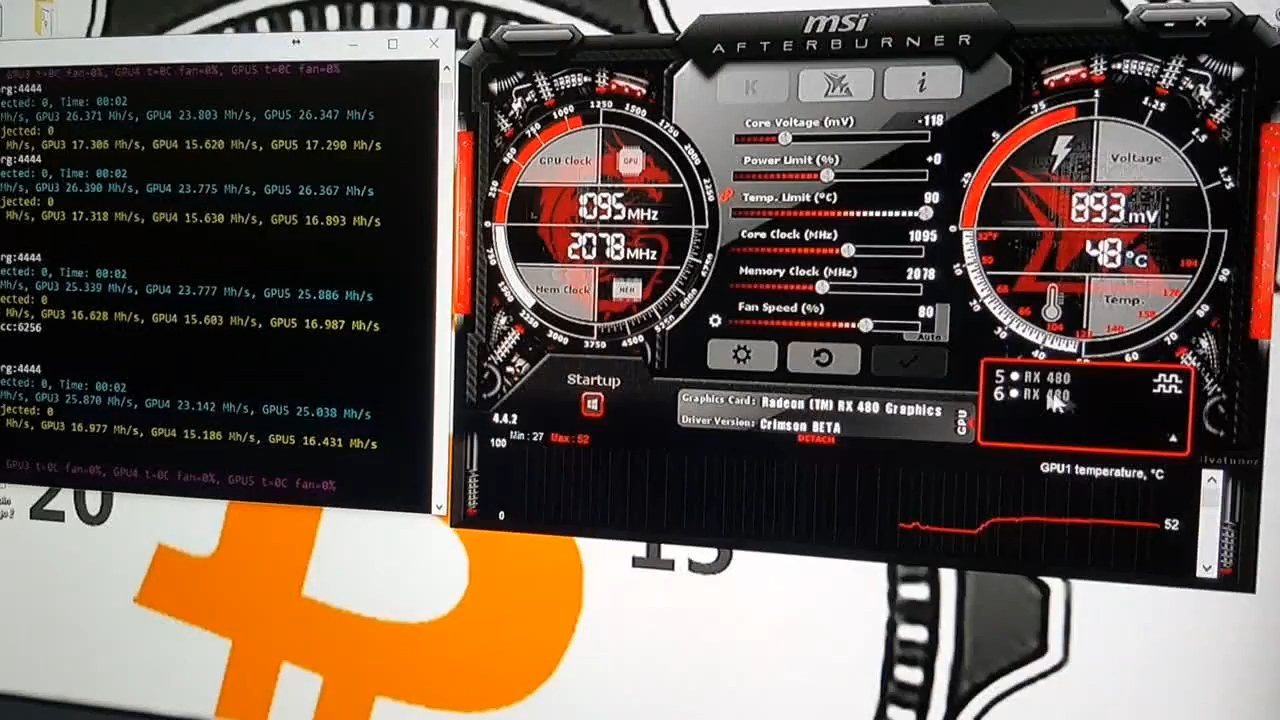 GPU3 t=0C fan=0%, GPU4 t=0C fan=0%, GPU5 t=0C fan=0%
rg:4444
ected: 0, Time: 00:02
Mh/s, GPU3 26.371 Mh/s, GPU4 23.803 Mh/s, GPU5 26.347 Mh/s
jected: 0
Mh/s, GPU3 17.306 Mh/s, GPU4 15.620 Mh/s, GPU5 17.290 Mh/s
rg:4444
ected: 0, Time: 00:02
Mh/s, GPU3 26.390 Mh/s, GPU4 23.775 Mh/s, GPU5 26.367 Mh/s
jected: 0
Mh/s, GPU3 17.318 Mh/s, GPU4 15.630 Mh/s, GPU5 16.893 Mh/s
rg:4444
ected: 0, Time: 00:02
Mh/s, GPU3 25.339 Mh/s, GPU4 23.777 Mh/s, GPU5 25.886 Mh/s
jected: 0
Mh/s, GPU3 16.628 Mh/s, GPU4 15.603 Mh/s, GPU5 16.987 Mh/s
cc:6256
rg:4444
ected: 0, Time: 00:02
Mh/s, GPU3 25.870 Mh/s, GPU4 23.142 Mh/s, GPU5 25.038 Mh/s
jected: 0
Mh/s, GPU3 16.977 Mh/s, GPU4 15.186 Mh/s, GPU5 16.431 Mh/s
GPU3 t=0C fan=0%, GPU4 t=0C fan=0%, GPU5 t=0C fan=0%
20
15
msi
AFTERBURNER
K
i
Core Voltage (mV) -118
Power Limit (%) +0
Temp. Limit (°C) 90
Core Clock (MHz) 1095
Memory Clock (MHz) 2078
Fan Speed (%) 80
Auto
GPU Clock
GPU
1095 MHz
2078 MHz
Mem Clock
MEM
Voltage
893 mV
48 °C
Temp.
Startup
4.4.2
Graphics Card: Radeon (TM) RX 480 Graphics
Driver Version: Crimson BETA
DETACH
GPU
5 RX 480
6 RX 480
Min : 27 Max : 52
100
0
GPU1 temperature, °C
52